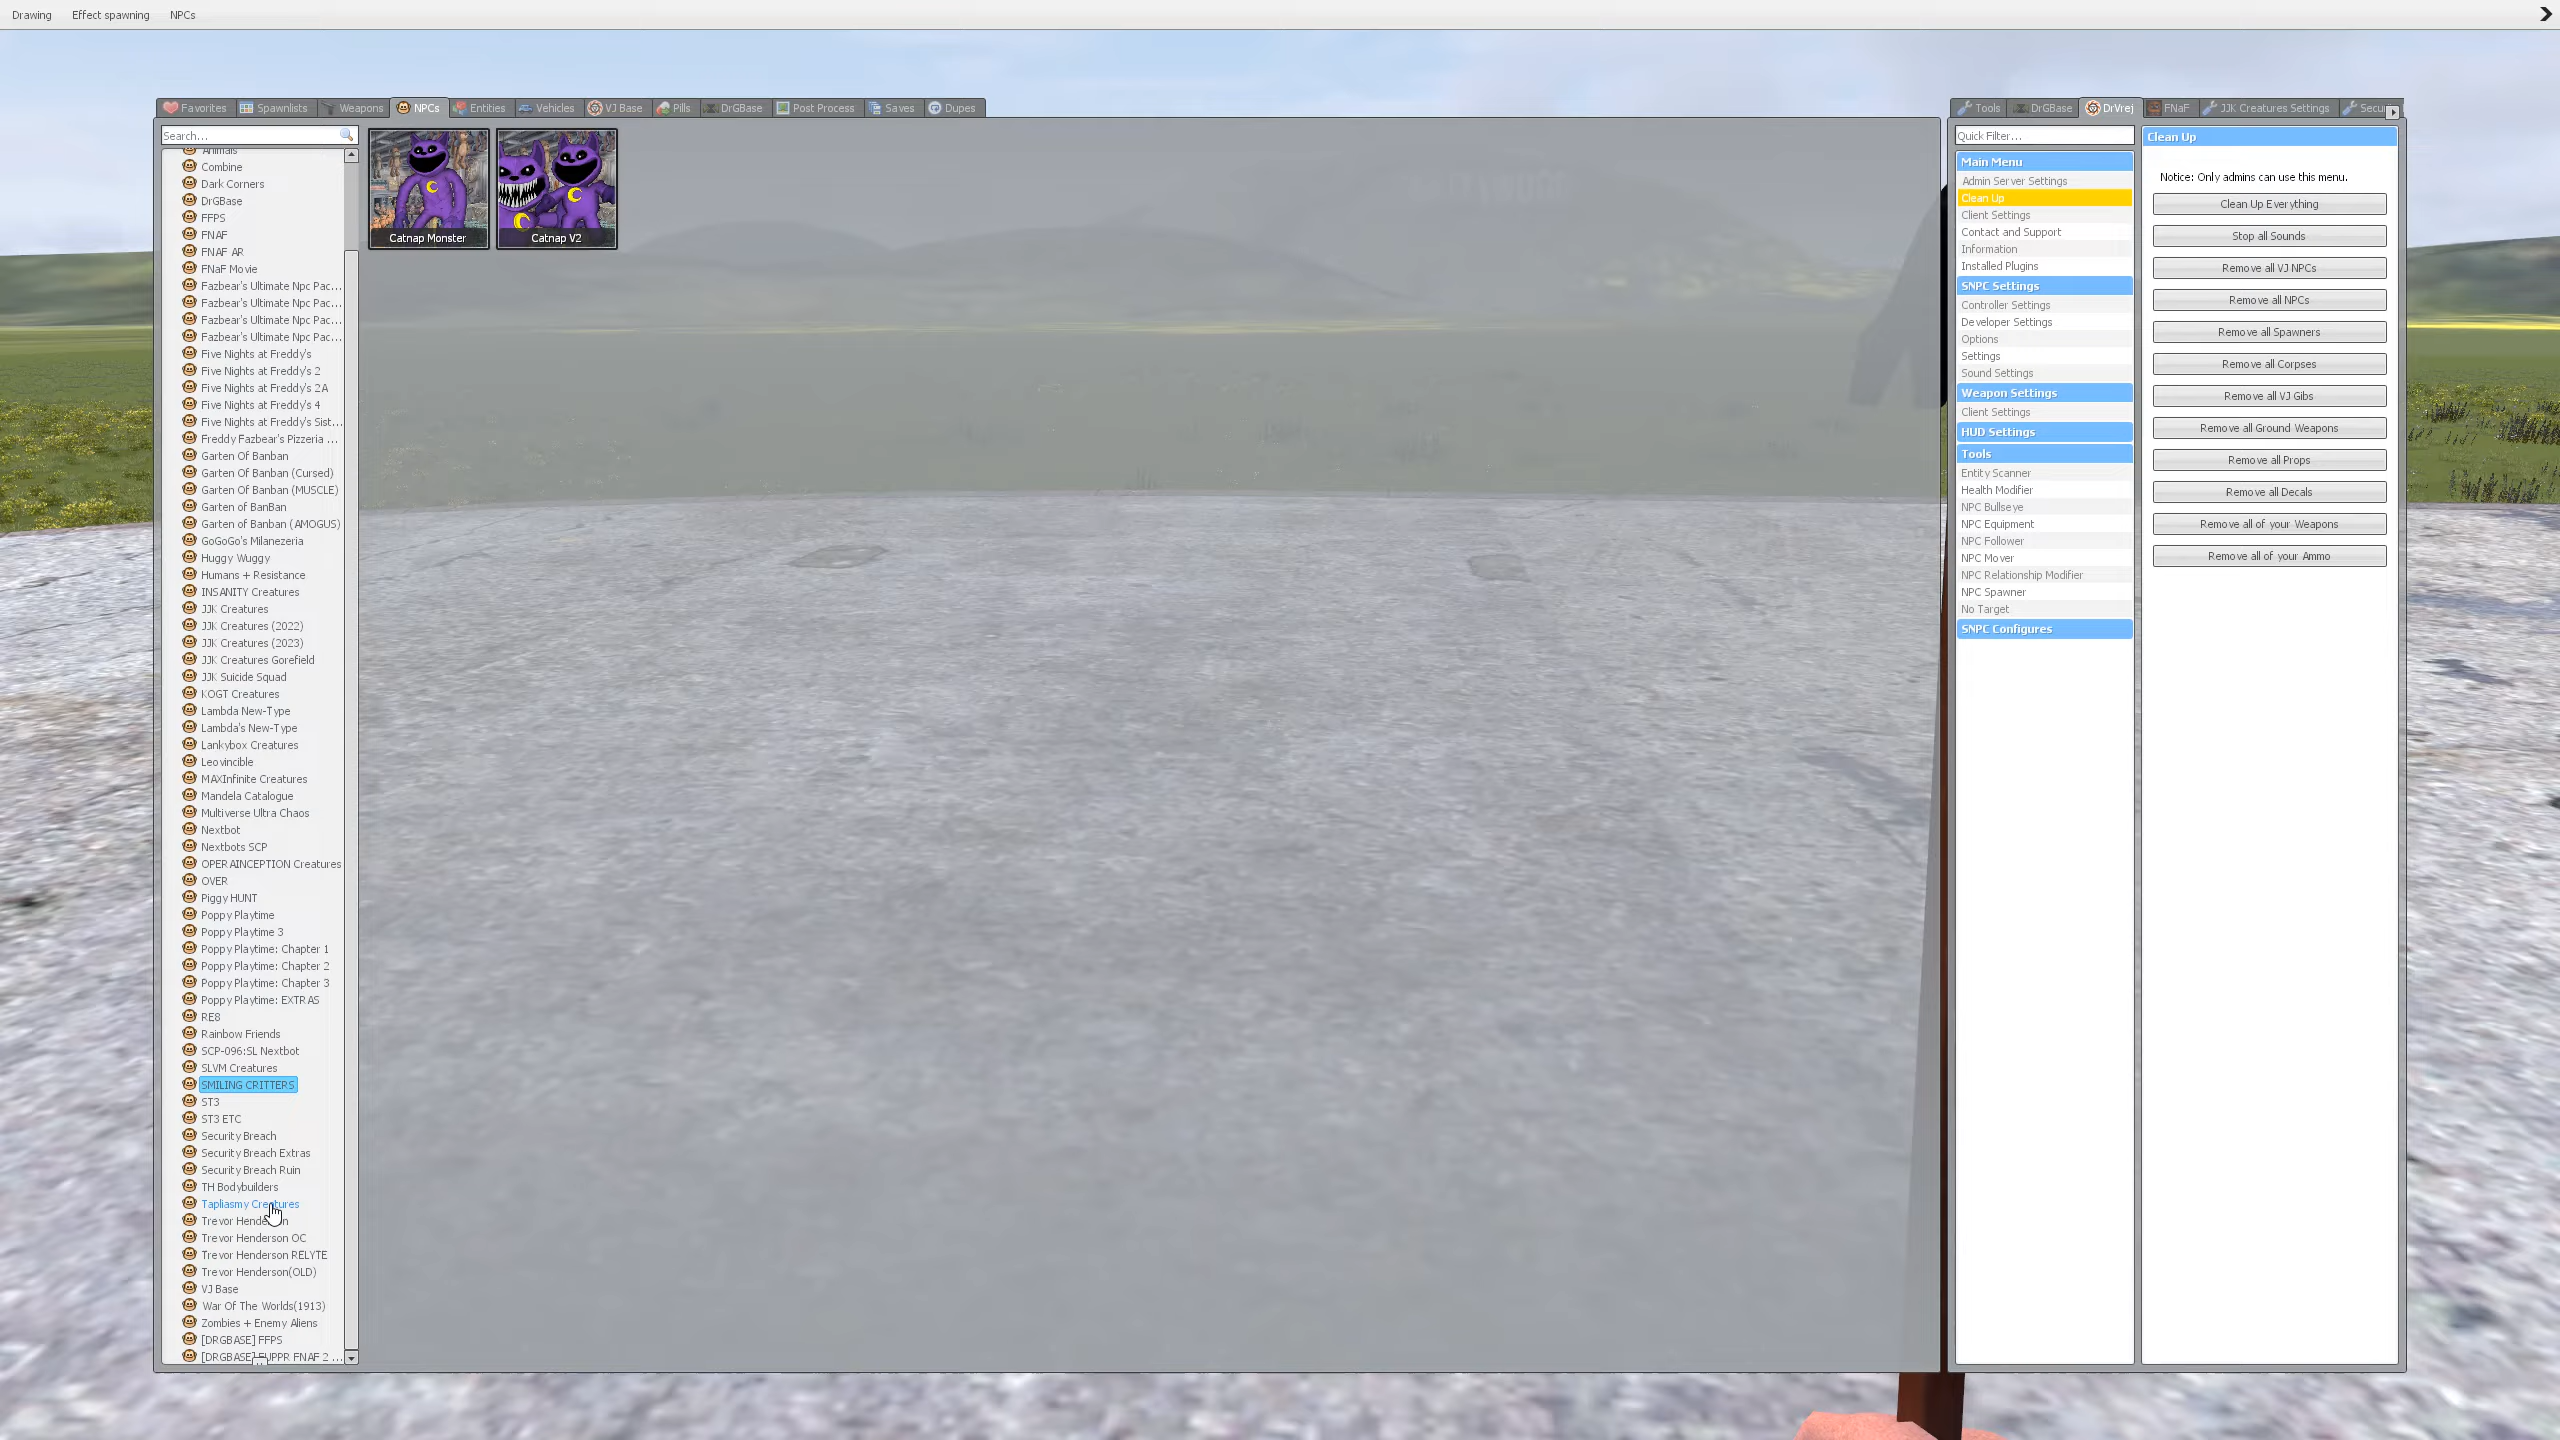 Drawing Effect spawning NPCs
Favorites Spawnlists Weapons NPCs Entities Vehicles VJ Base Pills DrGBase Post Process Saves Dupes
Search...
Animals
Combine
Dark Corners
DrGBase
FFPS
FNAF
FNAF AR
FNaF Movie
Fazbear's Ultimate Npc Pac...
Fazbear's Ultimate Npc Pac...
Fazbear's Ultimate Npc Pac...
Fazbear's Ultimate Npc Pac...
Five Nights at Freddy's
Five Nights at Freddy's 2
Five Nights at Freddy's 2A
Five Nights at Freddy's 4
Five Nights at Freddy's Sist...
Freddy Fazbear's Pizzeria ...
Garten Of Banban
Garten Of Banban (Cursed)
Garten Of Banban (MUSCLE)
Garten of BanBan
Garten of Banban (AMOGUS)
GoGoGo's Milanezeria
Huggy Wuggy
Humans + Resistance
INSANITY Creatures
JJK Creatures
JJK Creatures (2022)
JJK Creatures (2023)
JJK Creatures Gorefield
JJK Suicide Squad
KOGT Creatures
Lambda New-Type
Lambda's New-Type
Lankybox Creatures
Leovincible
MAXInfinite Creatures
Mandela Catalogue
Multiverse Ultra Chaos
Nextbot
Nextbots SCP
OPERAINCEPTION Creatures
OVER
Piggy HUNT
Poppy Playtime
Poppy Playtime 3
Poppy Playtime: Chapter 1
Poppy Playtime: Chapter 2
Poppy Playtime: Chapter 3
Poppy Playtime: EXTRAS
RE8
Rainbow Friends
SCP-096:SL Nextbot
SLVM Creatures
SMILING CRITTERS
ST3
ST3 ETC
Security Breach
Security Breach Extras
Security Breach Ruin
TH Bodybuilders
Tapliasmy Creatures
Trevor Henderson
Trevor Henderson OC
Trevor Henderson RELYTE
Trevor Henderson(OLD)
VJ Base
War Of The Worlds(1913)
Zombies + Enemy Aliens
[DRGBASE] FFPS
[DRGBASE] FUPPR FNAF 2 ...
Catnap Monster
Catnap V2
Tools DrGBase DrVrej FNaF JJK Creatures Settings Secu
Quick Filter...
Main Menu
Admin Server Settings
Clean Up
Client Settings
Contact and Support
Information
Installed Plugins
SNPC Settings
Controller Settings
Developer Settings
Options
Settings
Sound Settings
Weapon Settings
Client Settings
HUD Settings
Tools
Entity Scanner
Health Modifier
NPC Bullseye
NPC Equipment
NPC Follower
NPC Mover
NPC Relationship Modifier
NPC Spawner
No Target
SNPC Configures
Clean Up
Notice: Only admins can use this menu.
Clean Up Everything
Stop all Sounds
Remove all VJ NPCs
Remove all NPCs
Remove all Spawners
Remove all Corpses
Remove all VJ Gibs
Remove all Ground Weapons
Remove all Props
Remove all Decals
Remove all of your Weapons
Remove all of your Ammo